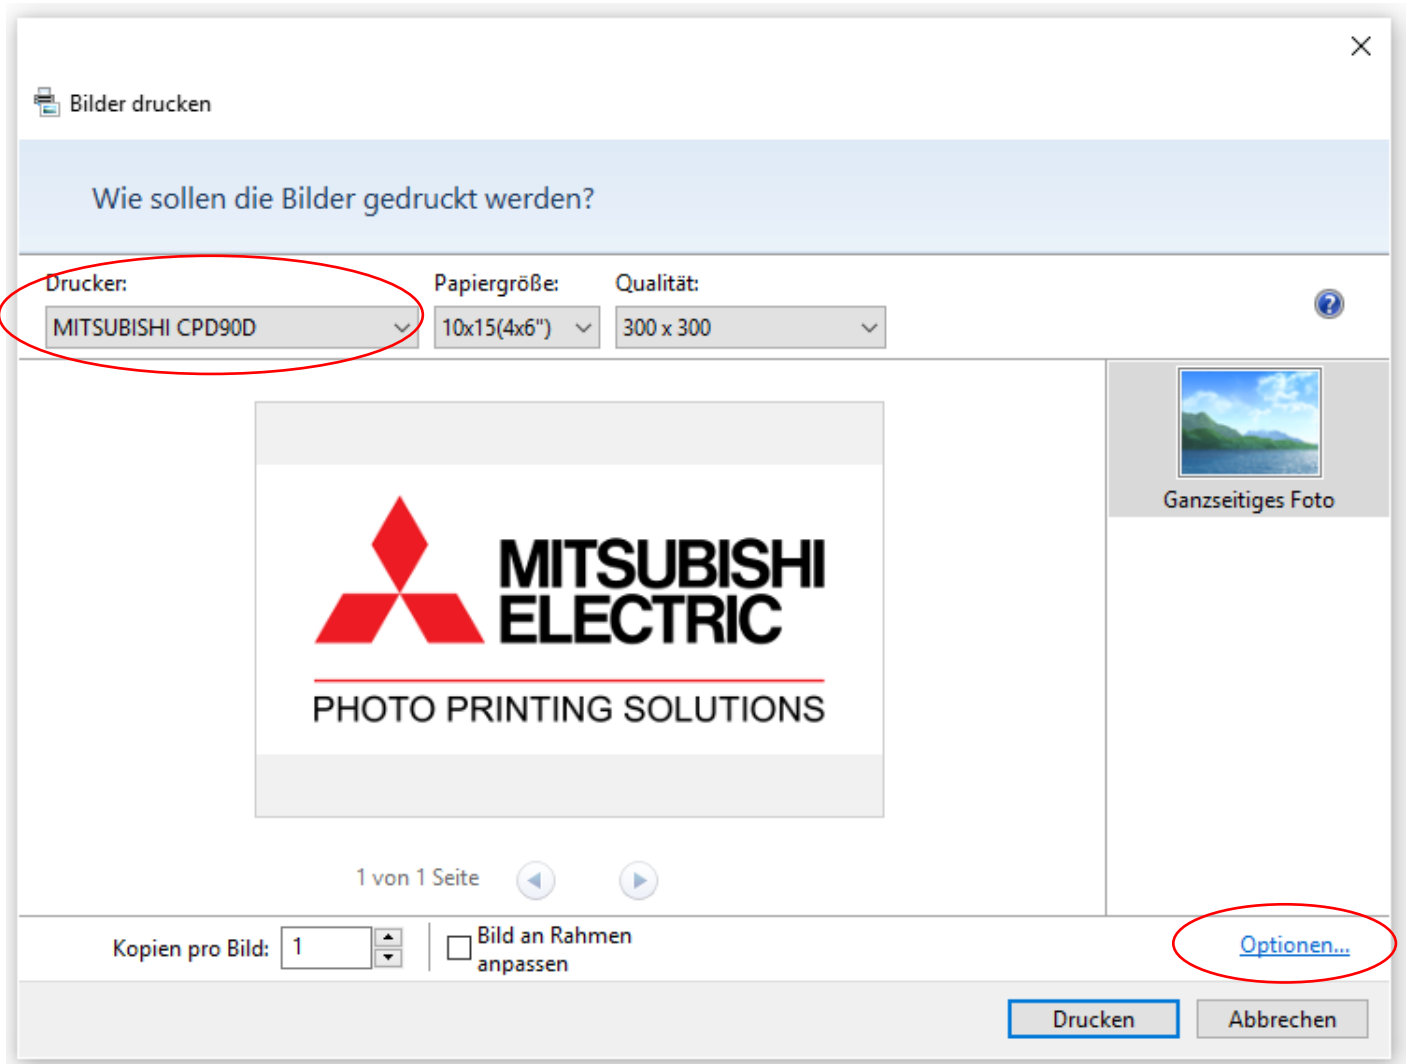 Bilder drucken
Wie sollen die Bilder gedruckt werden?
Drucker: Papiergröße: Qualität:
MITSUBISHI CPD90D 10x15(4x6") 300 x 300
Ganzseitiges Foto
MITSUBISHI
ELECTRIC
PHOTO PRINTING SOLUTIONS
1 von 1 Seite
Kopien pro Bild: 1 Bild an Rahmen
anpassen
Optionen...
Drucken Abbrechen